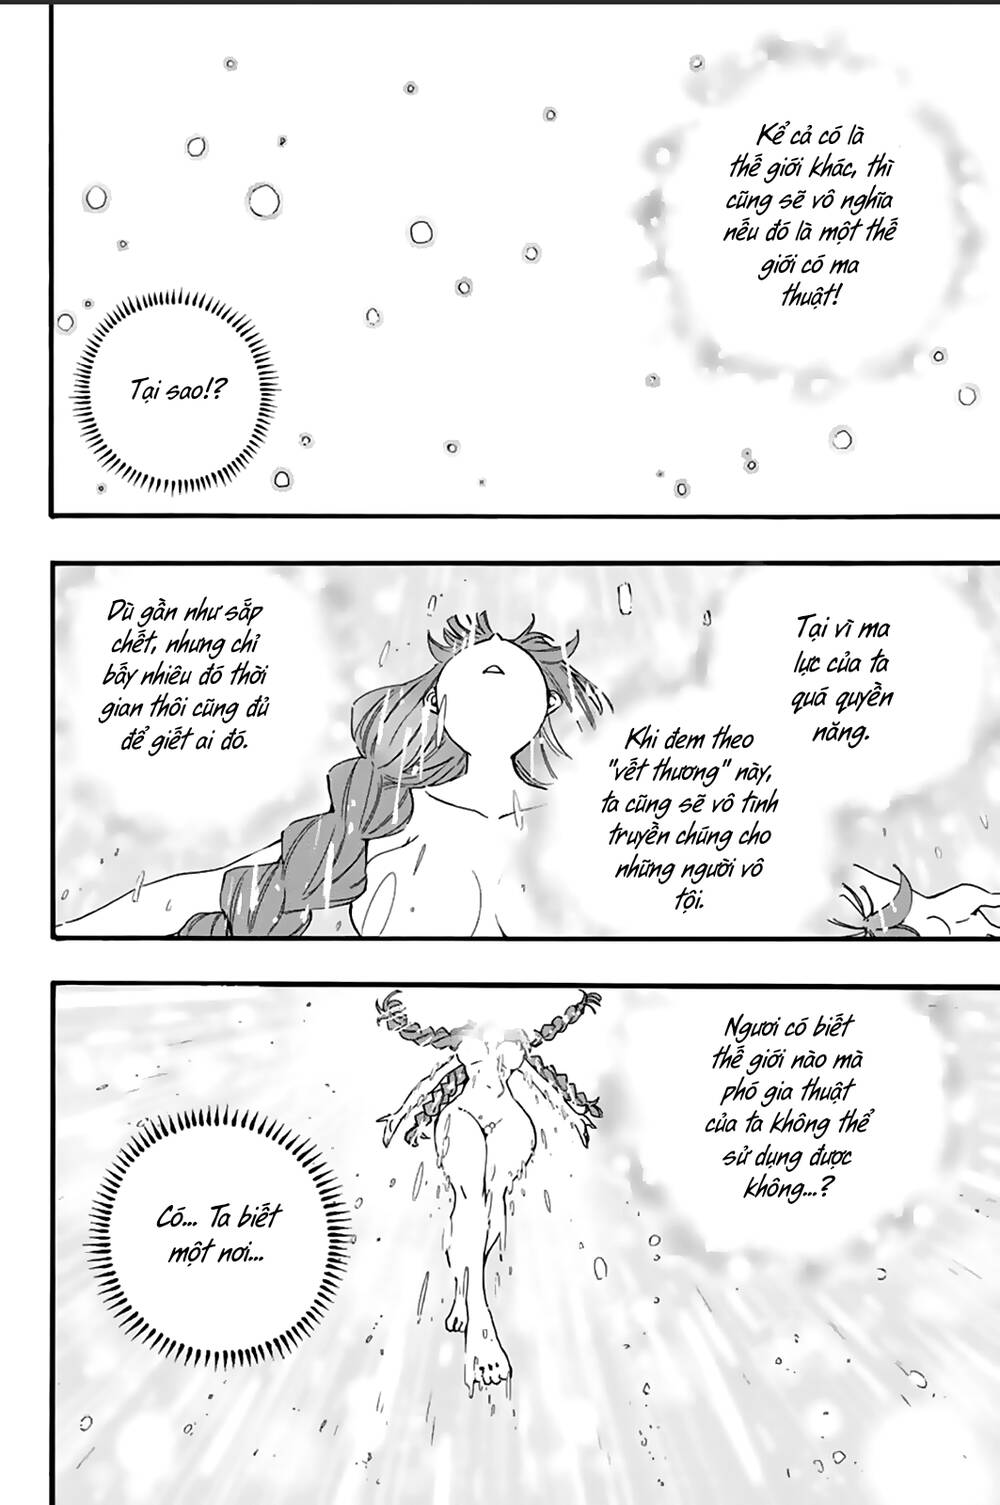 Kể cả có là
thế giới khác, thì
cũng sẽ vô nghĩa
nếu đó là một thế
giới có ma
thuật!
Tại sao!?
Tại vì ma
lực của ta
quá quyền
năng.
Khi đem theo
"vết thương" này,
ta cũng sẽ vô tình
truyền chúng cho
những người vô
tội.
Dù gần như sắp
chết, nhưng chỉ
bấy nhiêu đó thời
gian thôi cũng đủ
để giết ai đó.
Ngươi có biết
thế giới nào mà
phó gia thuật
của ta không thể
sử dụng được
không...?
Có... Ta biết
một nơi...